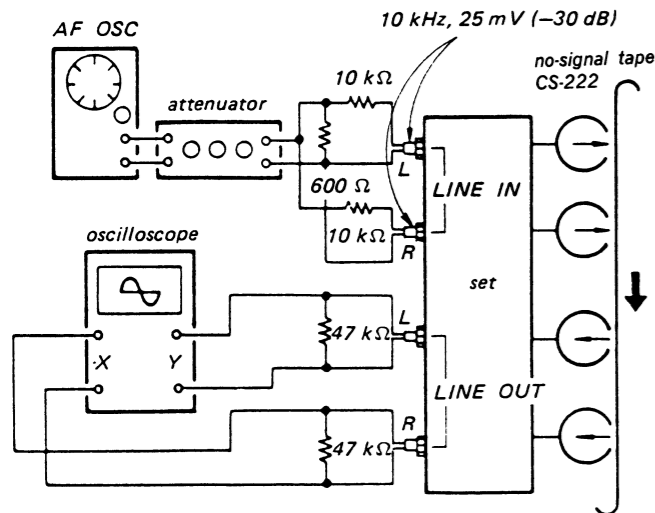 10 kHz, 25 mV (−30 dB)
AF OSC
no-signal tape
CS-222
attenuator
10 kΩ
L
600 Ω
LINE IN
10 kΩ
R
oscilloscope
set
X
Y
47 kΩ
L
LINE OUT
R
47 kΩ